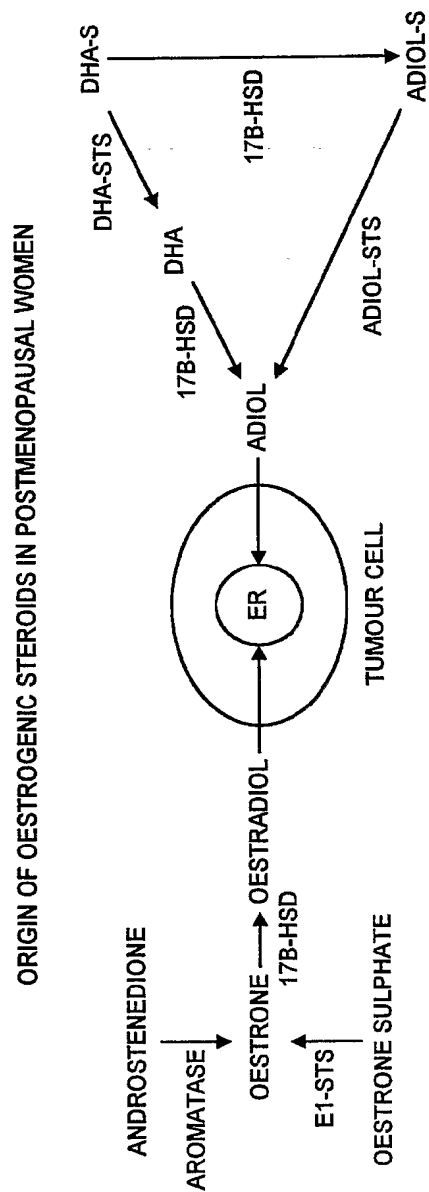 ORIGIN OF OESTROGENIC STEROIDS IN POSTMENOPAUSAL WOMEN
ANDROSTENEDIONE
AROMATASE
OESTRONE
17B-HSD
OESTRADIOL
E1-STS
OESTRONE SULPHATE
ER
TUMOUR CELL
ADIOL
17B-HSD
DHA
DHA-STS
DHA-S
17B-HSD
ADIOL-STS
ADIOL-S